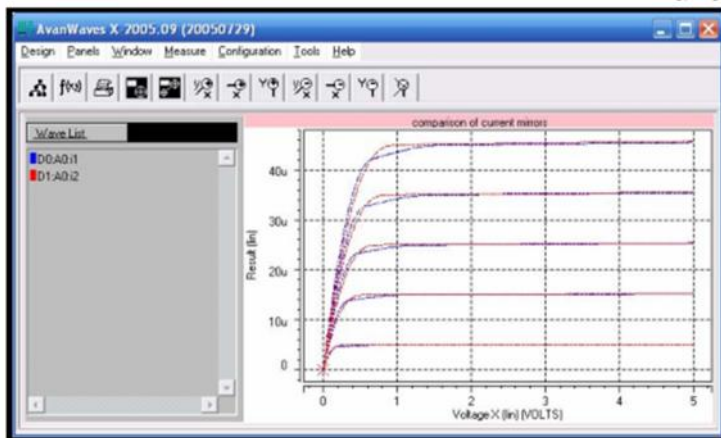 AvanWaves X-2005.09 (20050729)
Design Panels Window Measure Configuration Tools Help
f(x)
Wave List
D0:A0:i1
D1:A0:i2
comparison of current mirrors
Result (lin)
40u
30u
20u
10u
0
0 1 2 3 4 5
Voltage X (lin) (VOLTS)